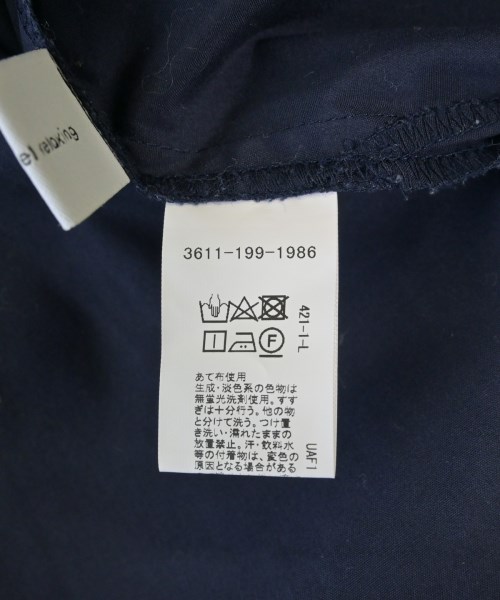 el relaxing
3611-199-1986
421-1-L
F
あて布使用
生成・淡色系の色物は
無蛍光洗剤使用。すす
ぎは十分行う。他の物
と分けて洗う。つけ置
き洗い・濡れたままの
放置禁止。汗・飲料水
等の付着物は、変色の
原因となる場合がある
UAF1